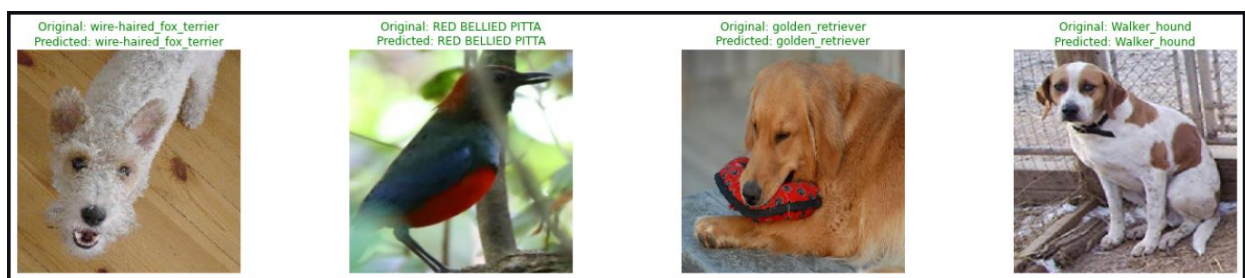 Original: wire-haired_fox_terrier
Predicted: wire-haired_fox_terrier
Original: RED BELLIED PITTA
Predicted: RED BELLIED PITTA
Original: golden_retriever
Predicted: golden_retriever
Original: Walker_hound
Predicted: Walker_hound